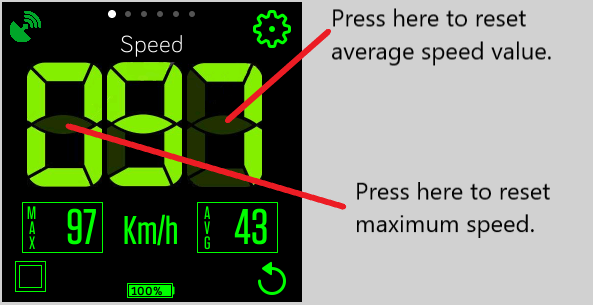 Speed
097
MAX 97
Km/h
AVG 43
100%
Press here to reset
average speed value.
Press here to reset
maximum speed.